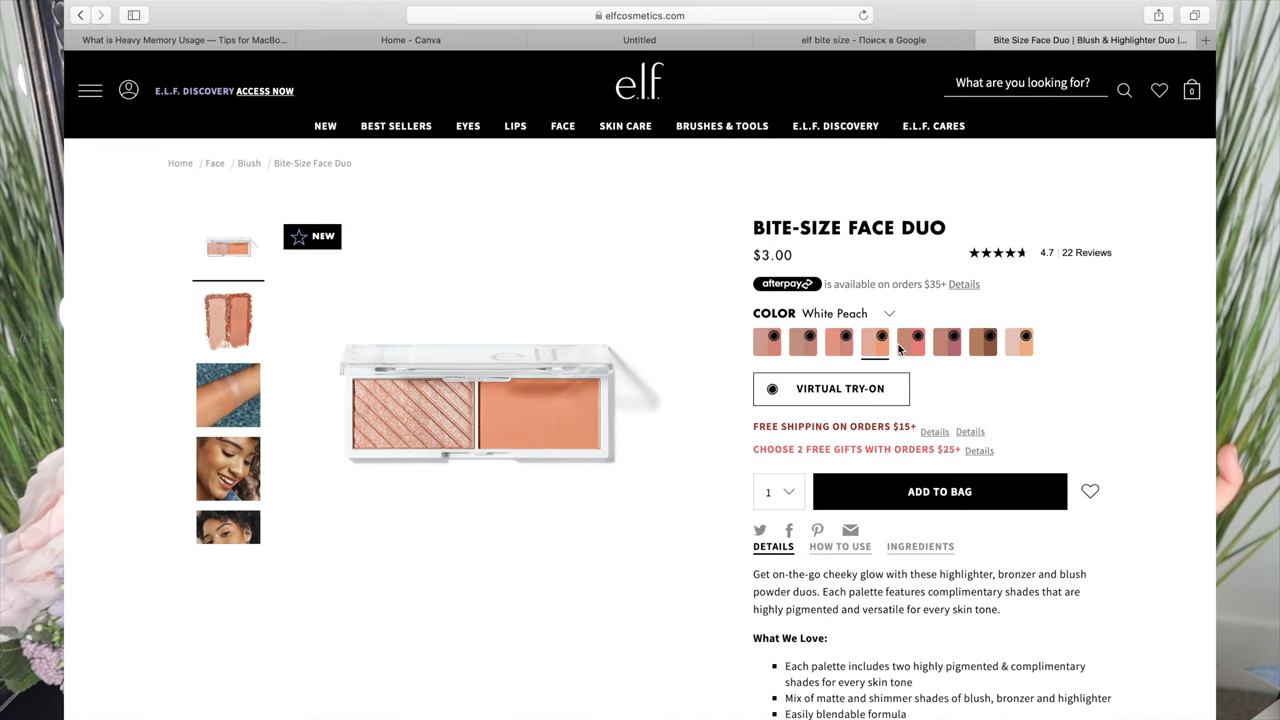 elfcosmetics.com
What is Heavy Memory Usage — Tips for MacBo...
Home - Canva
Untitled
elf bite size - Поиск в Google
Bite Size Face Duo | Blush & Highlighter Duo |...
E.L.F. DISCOVERY ACCESS NOW
e.l.f.
What are you looking for?
0
NEW
BEST SELLERS
EYES
LIPS
FACE
SKIN CARE
BRUSHES & TOOLS
E.L.F. DISCOVERY
E.L.F. CARES
Home / Face / Blush / Bite-Size Face Duo
NEW
BITE-SIZE FACE DUO
$3.00
4.7 | 22 Reviews
afterpay is available on orders $35+ Details
COLOR White Peach
VIRTUAL TRY-ON
FREE SHIPPING ON ORDERS $15+ Details Details
CHOOSE 2 FREE GIFTS WITH ORDERS $25+ Details
1
ADD TO BAG
DETAILS
HOW TO USE
INGREDIENTS
Get on-the-go cheeky glow with these highlighter, bronzer and blush
powder duos. Each palette features complimentary shades that are
highly pigmented and versatile for every skin tone.
What We Love:
Each palette includes two highly pigmented & complimentary
shades for every skin tone
Mix of matte and shimmer shades of blush, bronzer and highlighter
Easily blendable formula